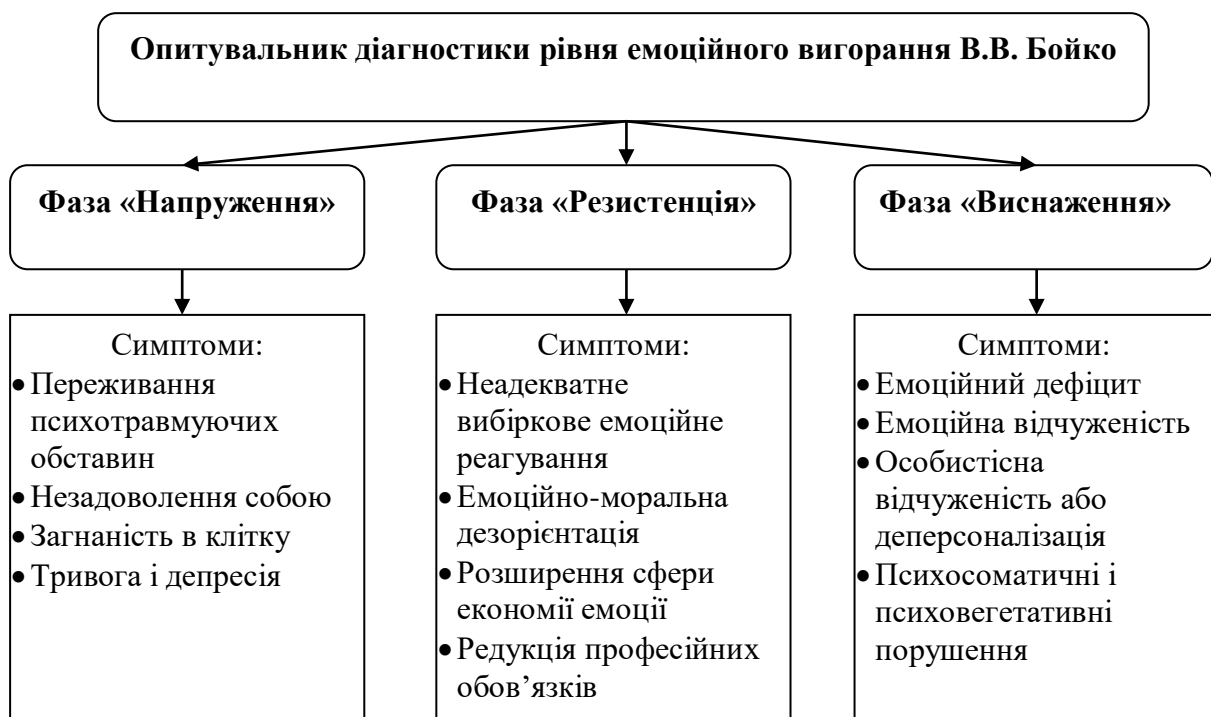 Опитувальник діагностики рівня емоційного вигорання В.В. Бойко
Фаза «Напруження»
Фаза «Резистенція»
Фаза «Виснаження»
Симптоми:
• Переживання
психотравмуючих
обставин
• Незадоволення собою
• Загнаність в клітку
• Тривога і депресія
Симптоми:
• Неадекватне
вибіркове емоційне
реагування
• Емоційно-моральна
дезорієнтація
• Розширення сфери
економії емоції
• Редукція професійних
обов’язків
Симптоми:
• Емоційний дефіцит
• Емоційна відчуженість
• Особистісна
відчуженість або
деперсоналізація
• Психосоматичні і
психовегетативні
порушення